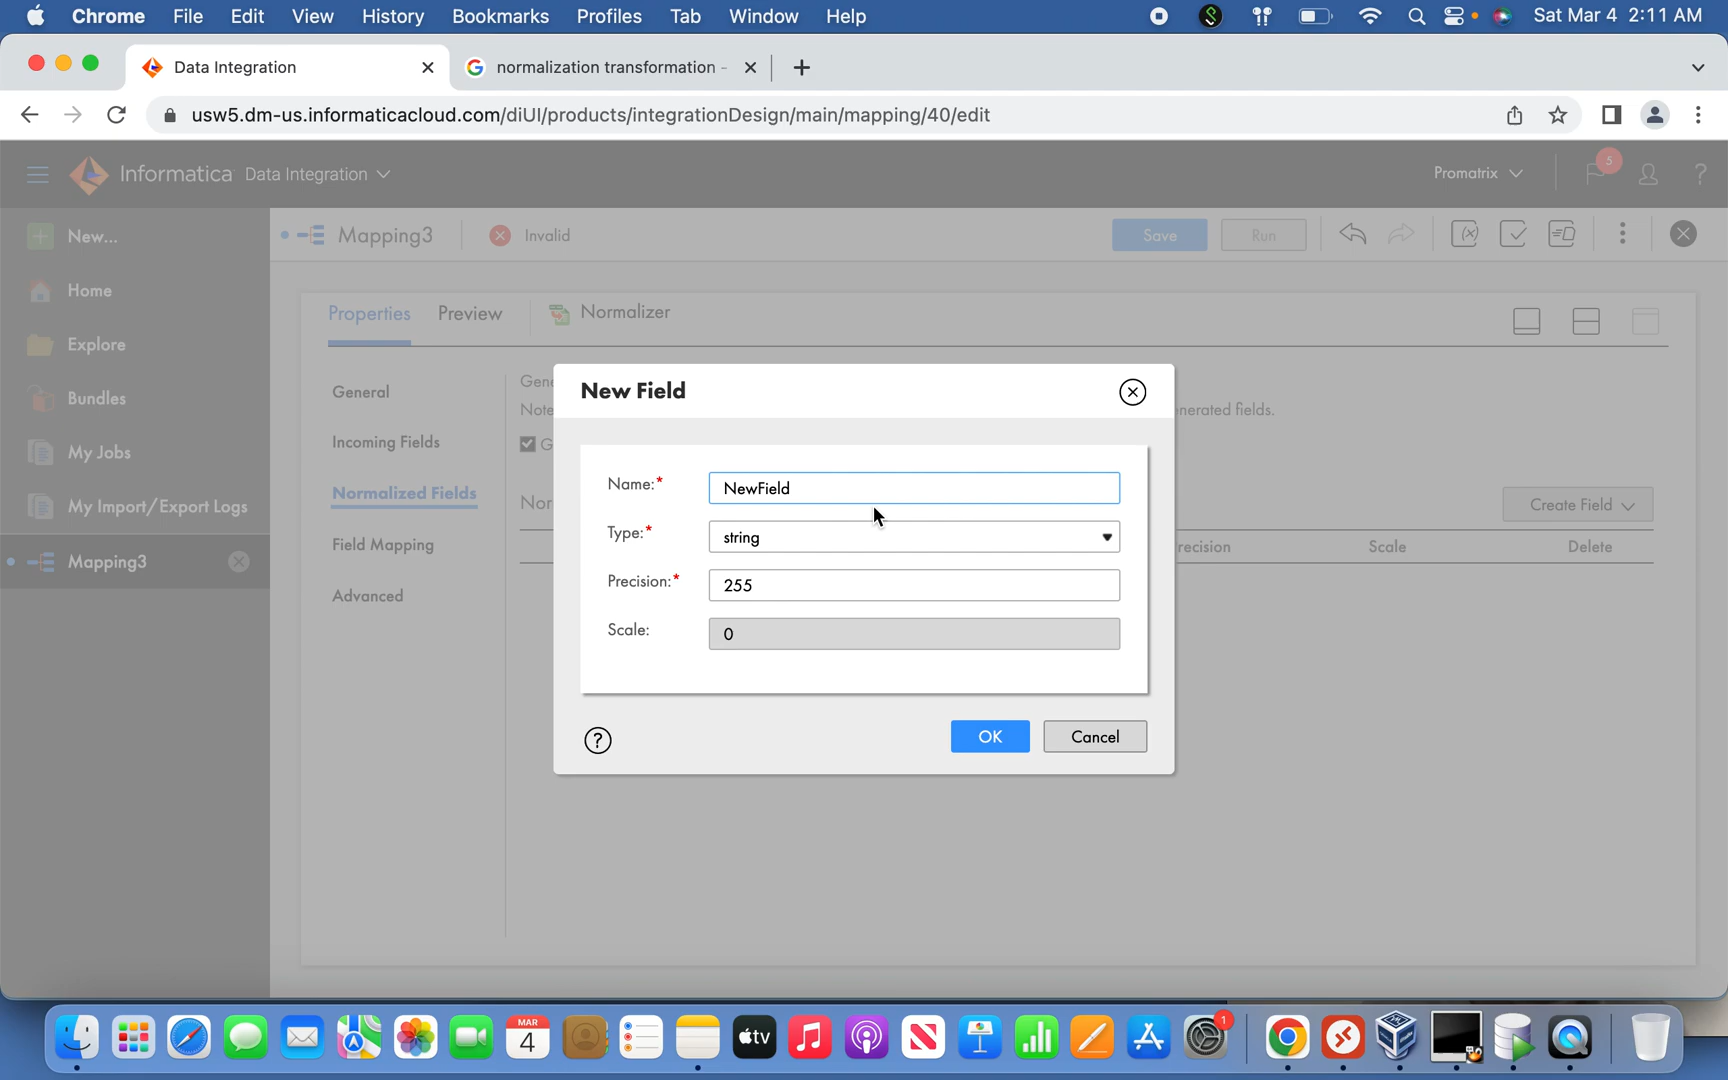 Chrome File Edit View History Bookmarks Profiles Tab Window Help Sat Mar 4 2:11 AM
Data Integration
normalization transformation -
usw5.dm-us.informaticacloud.com/diUI/products/integrationDesign/main/mapping/40/edit
Informatica Data Integration Promatrix 5 ?
New... Mapping3 Invalid Save Run
Home
Properties Preview Normalizer
Explore
General Gene
Note enerated fields.
Bundles
New Field
Incoming Fields G
My Jobs
Name:* NewField
Normalized Fields Nor Create Field
My Import/Export Logs
Type:* string
Field Mapping recision Scale Delete
Mapping3
Precision:* 255
Advanced
Scale: 0
? OK Cancel
MAR
4
tv
1